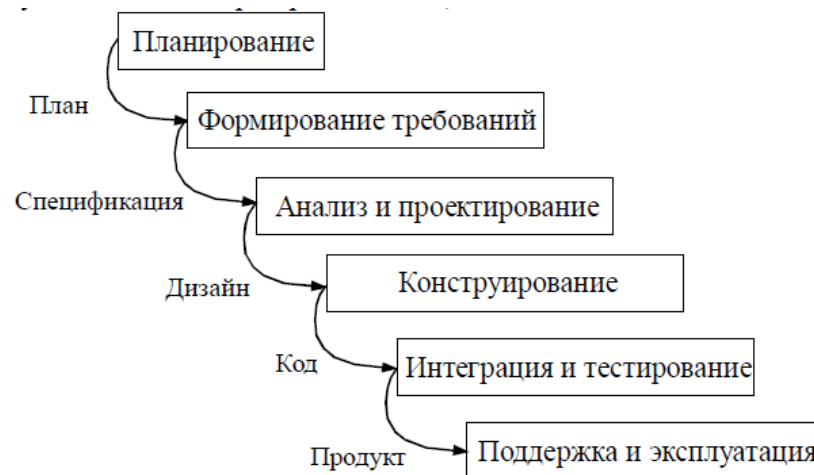 Планирование
План
Формирование требований
Спецификация
Анализ и проектирование
Дизайн
Конструирование
Код
Интеграция и тестирование
Продукт
Поддержка и эксплуатация